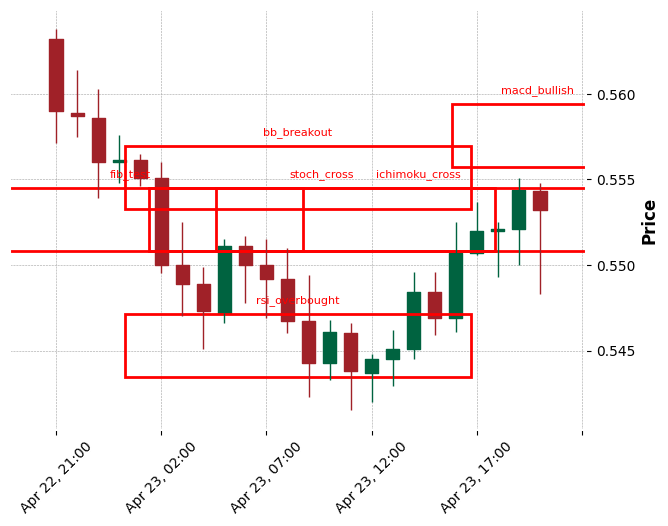 macd_bullish
0.560
bb_breakout
0.555
stoch_cross
ichimoku_cross
Price
0.550
rsi_overbought
0.545
Apr 22, 21:00
Apr 23, 02:00
Apr 23, 07:00
Apr 23, 12:00
Apr 23, 17:00